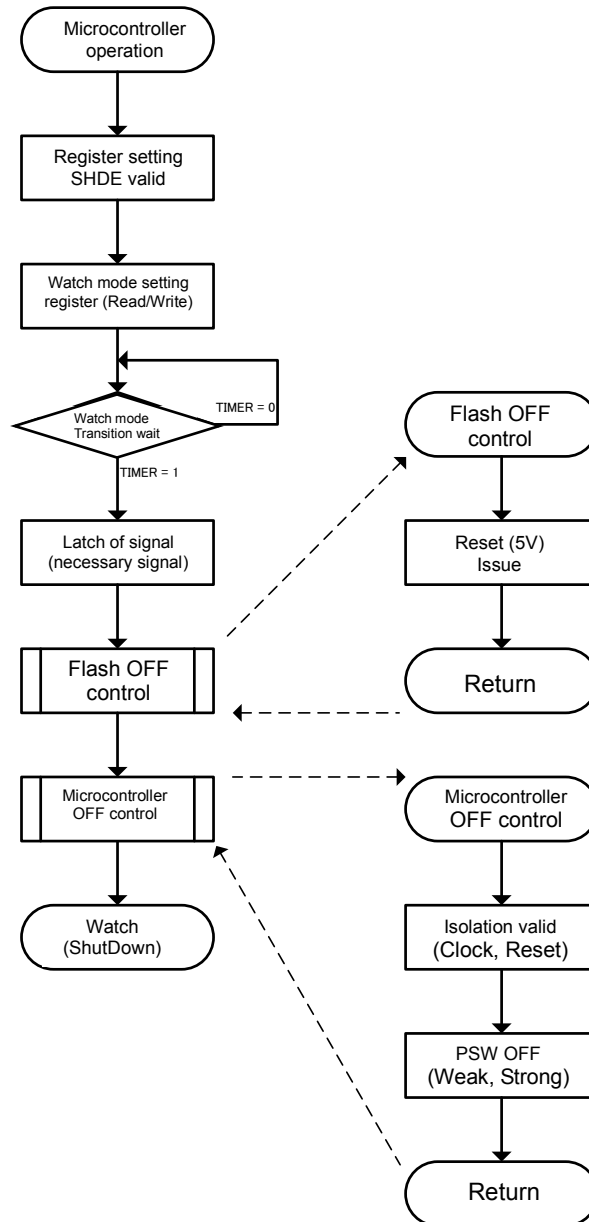 Microcontroller
operation
Register setting
SHDE valid
Watch mode setting
register (Read/Write)
TIMER = 0
Watch mode
Transition wait
TIMER = 1
Latch of signal
(necessary signal)
Flash OFF
control
Microcontroller
OFF control
Watch
(ShutDown)
Flash OFF
control
Reset (5V)
Issue
Return
Microcontroller
OFF control
Isolation valid
(Clock, Reset)
PSW OFF
(Weak, Strong)
Return